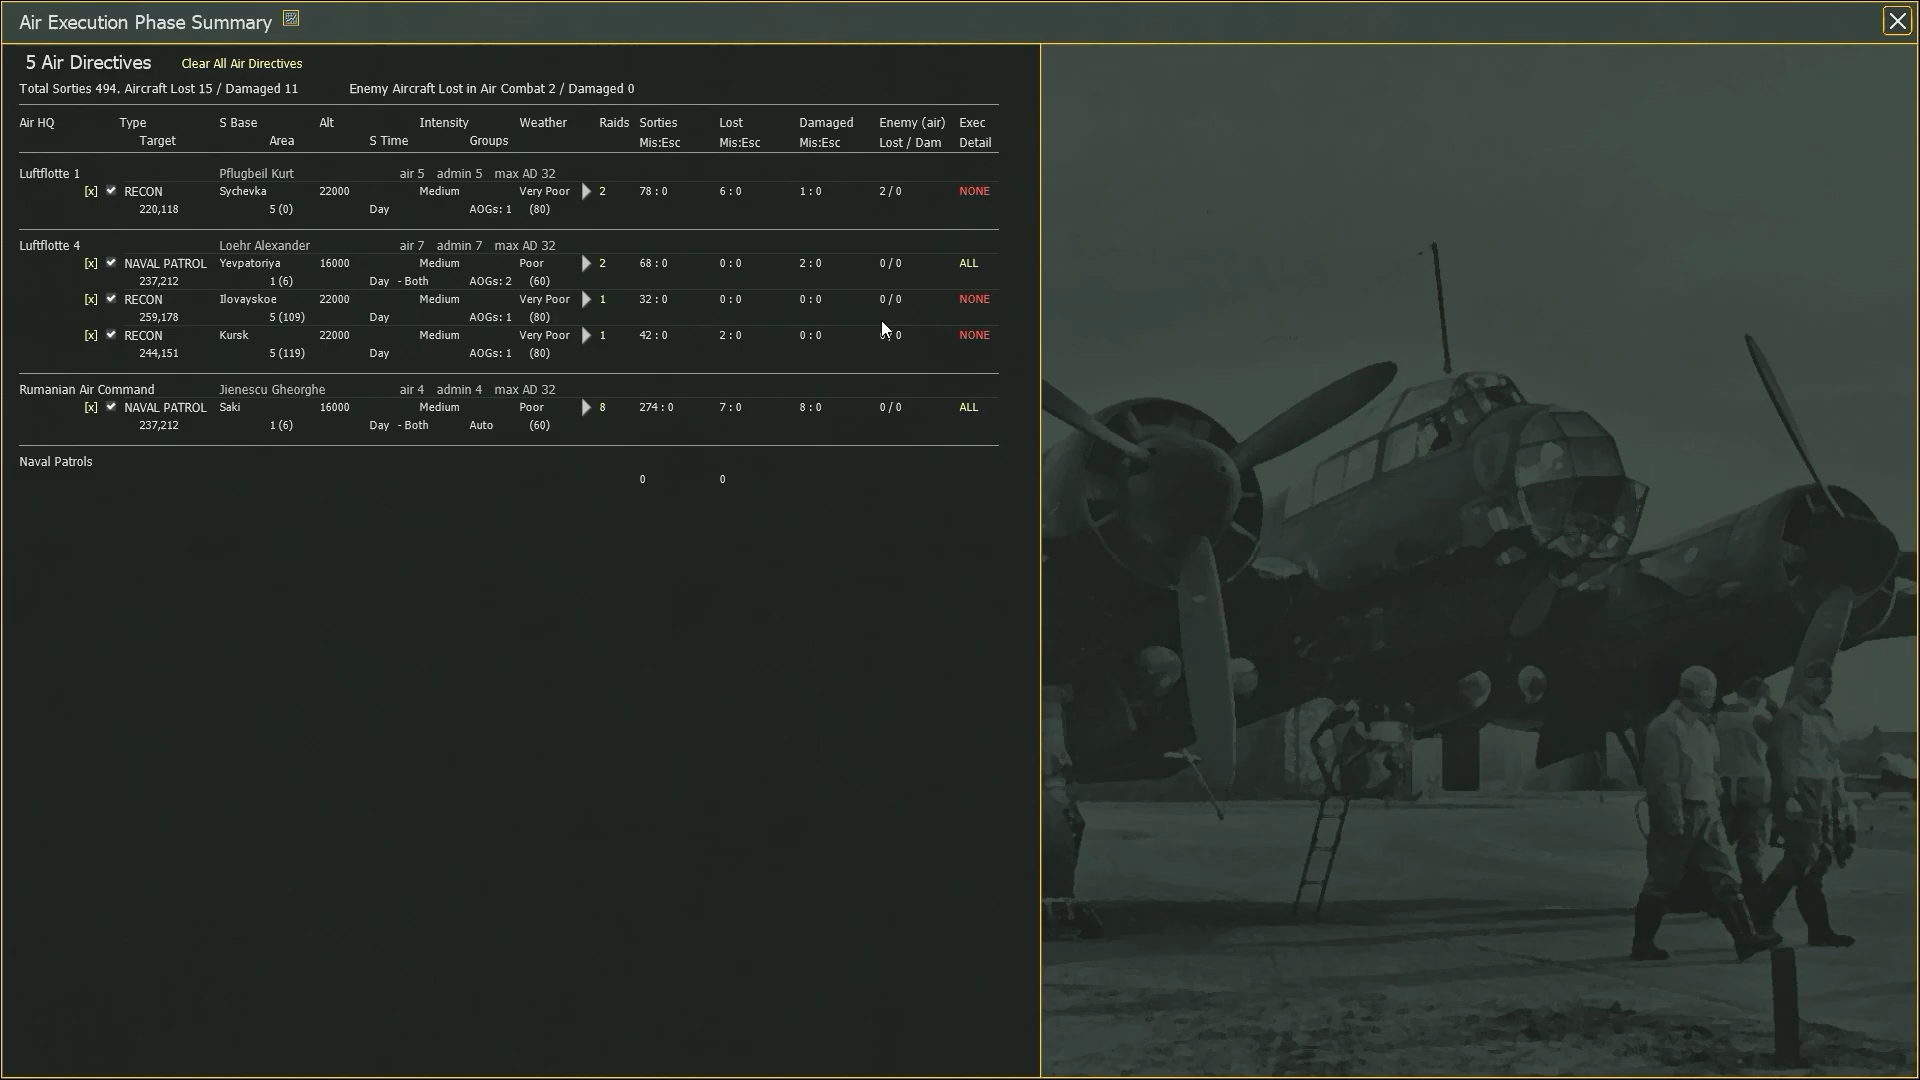 Air Execution Phase Summary
5 Air Directives Clear All Air Directives
Total Sorties 494. Aircraft Lost 15 / Damaged 11 Enemy Aircraft Lost in Air Combat 2 / Damaged 0
Air HQ Type S Base Alt Intensity Weather Raids Sorties Lost Damaged Enemy (air) Exec
Target Area S Time Groups Mis:Esc Mis:Esc Mis:Esc Lost / Dam Detail
Luftflotte 1 Pflugbeil Kurt air 5 admin 5 max AD 32
[x] RECON Sychevka 22000 Medium Very Poor 2 78 : 0 6 : 0 1 : 0 2 / 0 NONE
220,118 5 (0) Day AOGs: 1 (80)
Luftflotte 4 Loehr Alexander air 7 admin 7 max AD 32
[x] NAVAL PATROL Yevpatoriya 16000 Medium Poor 2 68 : 0 0 : 0 2 : 0 0 / 0 ALL
237,212 1 (6) Day - Both AOGs: 2 (60)
[x] RECON Ilovayskoe 22000 Medium Very Poor 1 32 : 0 0 : 0 0 : 0 0 / 0 NONE
259,178 5 (109) Day AOGs: 1 (80)
[x] RECON Kursk 22000 Medium Very Poor 1 42 : 0 2 : 0 0 : 0 0 / 0 NONE
244,151 5 (119) Day AOGs: 1 (80)
Rumanian Air Command Jienescu Gheorghe air 4 admin 4 max AD 32
[x] NAVAL PATROL Saki 16000 Medium Poor 8 274 : 0 7 : 0 8 : 0 0 / 0 ALL
237,212 1 (6) Day - Both Auto (60)
Naval Patrols
0 0